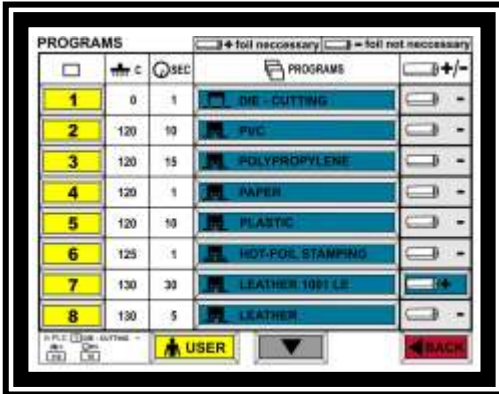 PROGRAMS + foil neccessary - foil not neccessary
C SEC PROGRAMS +/-
1 0 1 DIE - CUTTING -
2 120 10 PVC -
3 120 15 POLYPROPYLENE -
4 120 1 PAPER -
5 120 10 PLASTIC -
6 125 1 HOT-FOIL STAMPING -
7 130 30 LEATHER 1001 LE +
8 130 5 LEATHER -
USER BACK